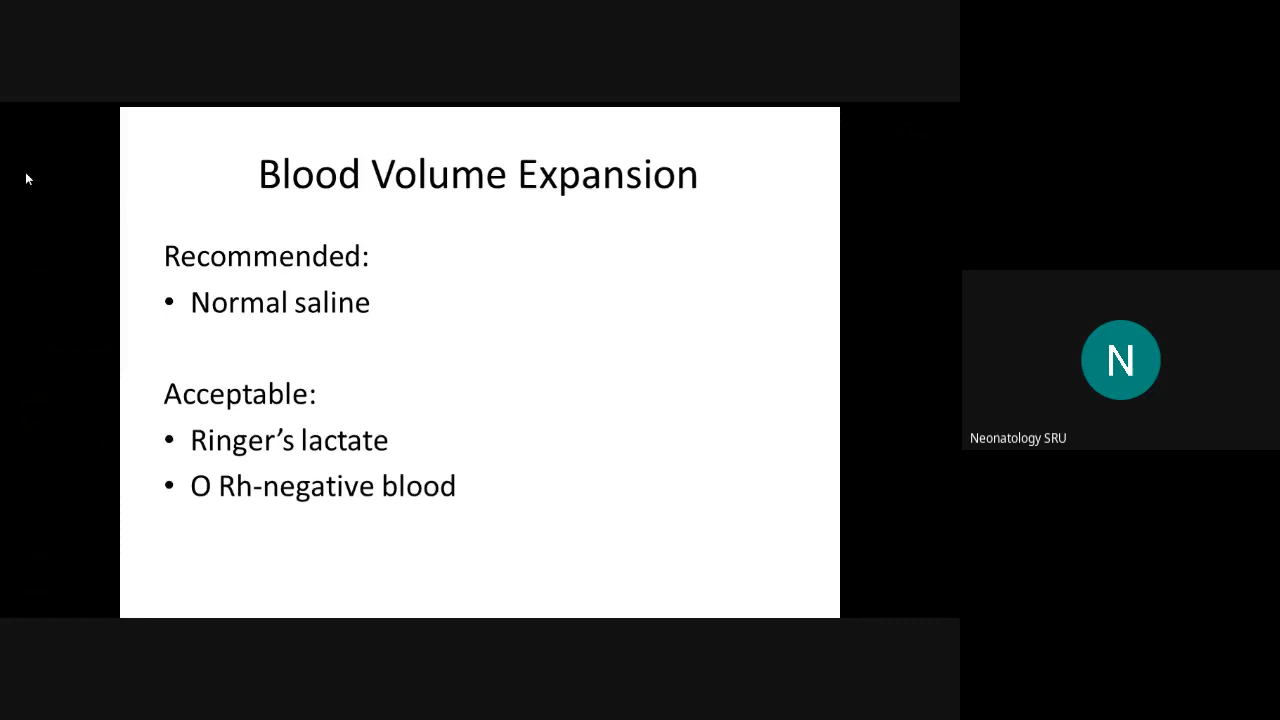 Blood Volume Expansion
Recommended:
• Normal saline
Acceptable:
• Ringer’s lactate
• O Rh-negative blood
N
Neonatology SRU